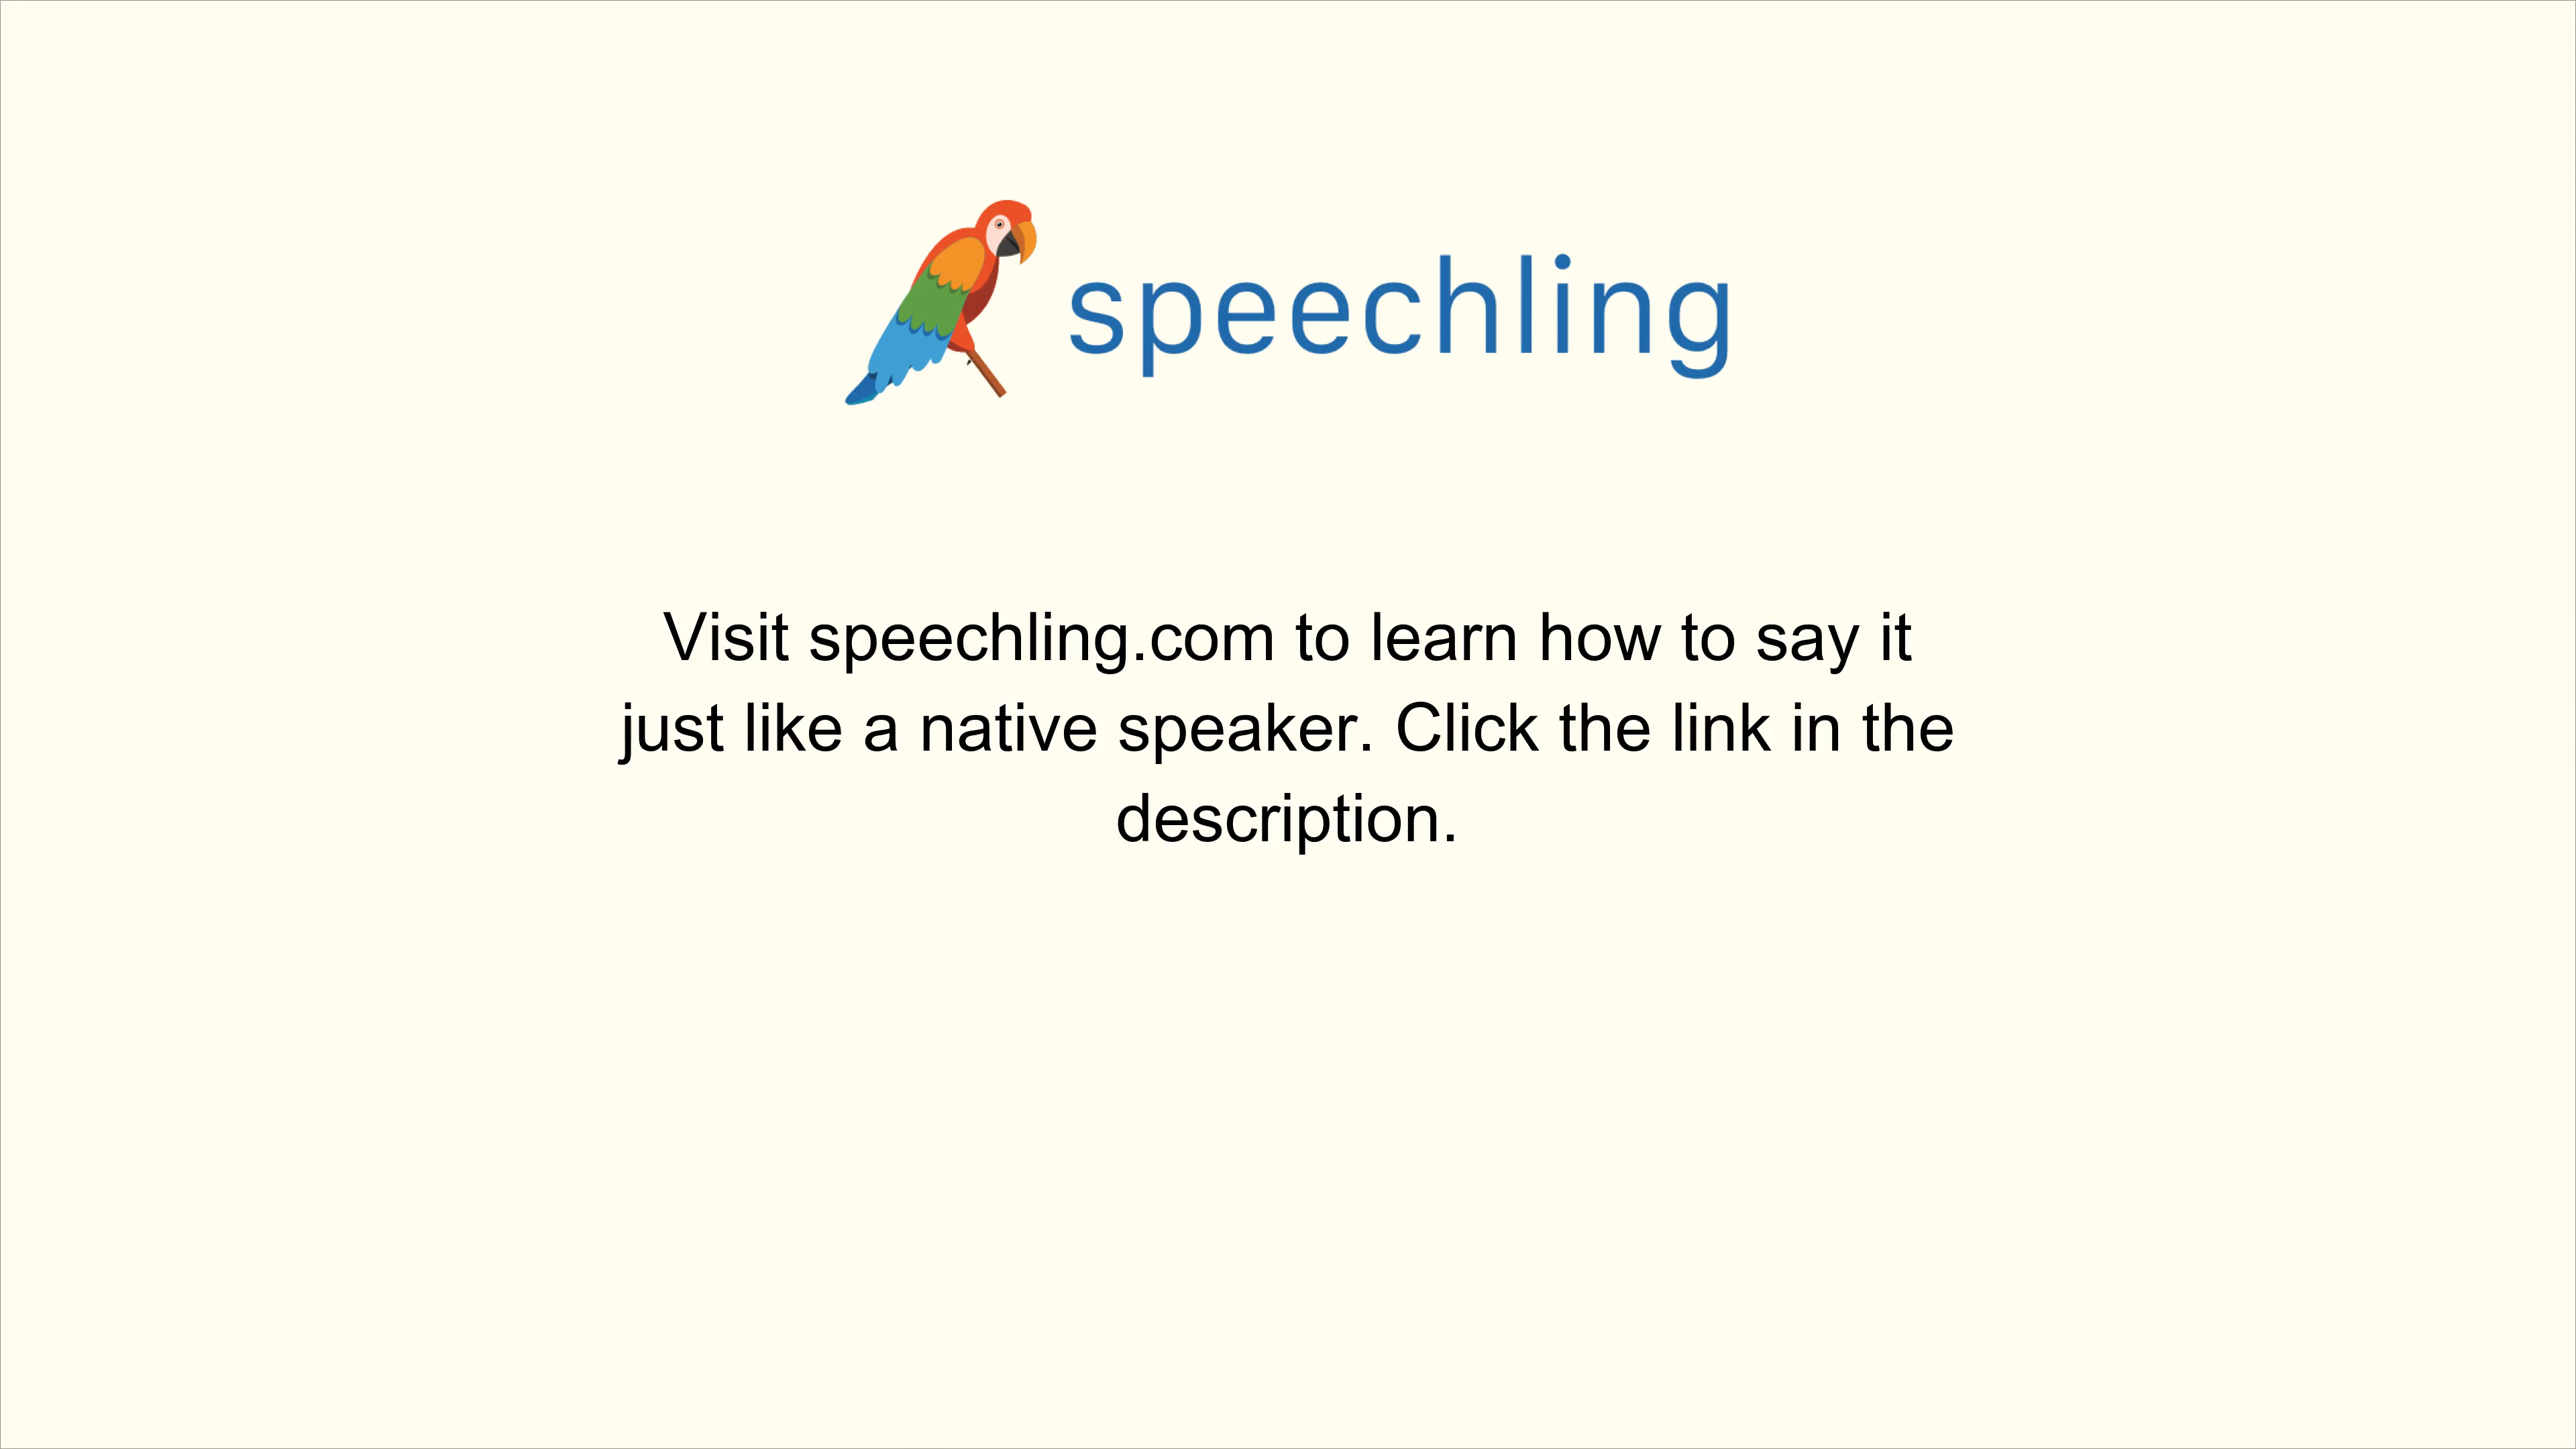 speechling
Visit speechling.com to learn how to say it
just like a native speaker. Click the link in the
description.